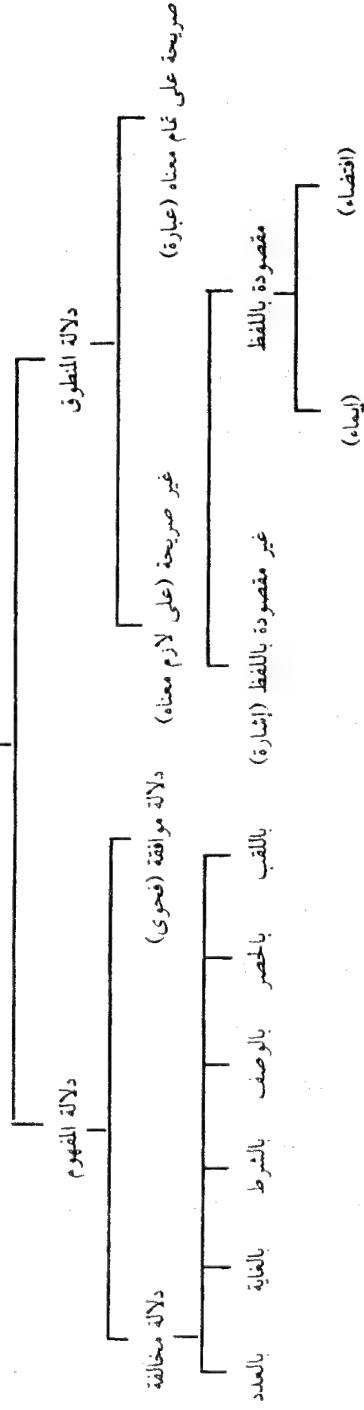 دلالة المنطوق
دلالة المفهوم
صريحة على تمام معناه (عبارة)
غير صريحة (على لازم معناه)
دلالة موافقة (فحوى)
دلالة مخالفة
مقصودة باللفظ
غير مقصودة باللفظ (إشارة)
باللقب
بالحصر
بالوصف
بالشرط
بالغاية
بالعدد
(اقتضاء)
(إيماء)